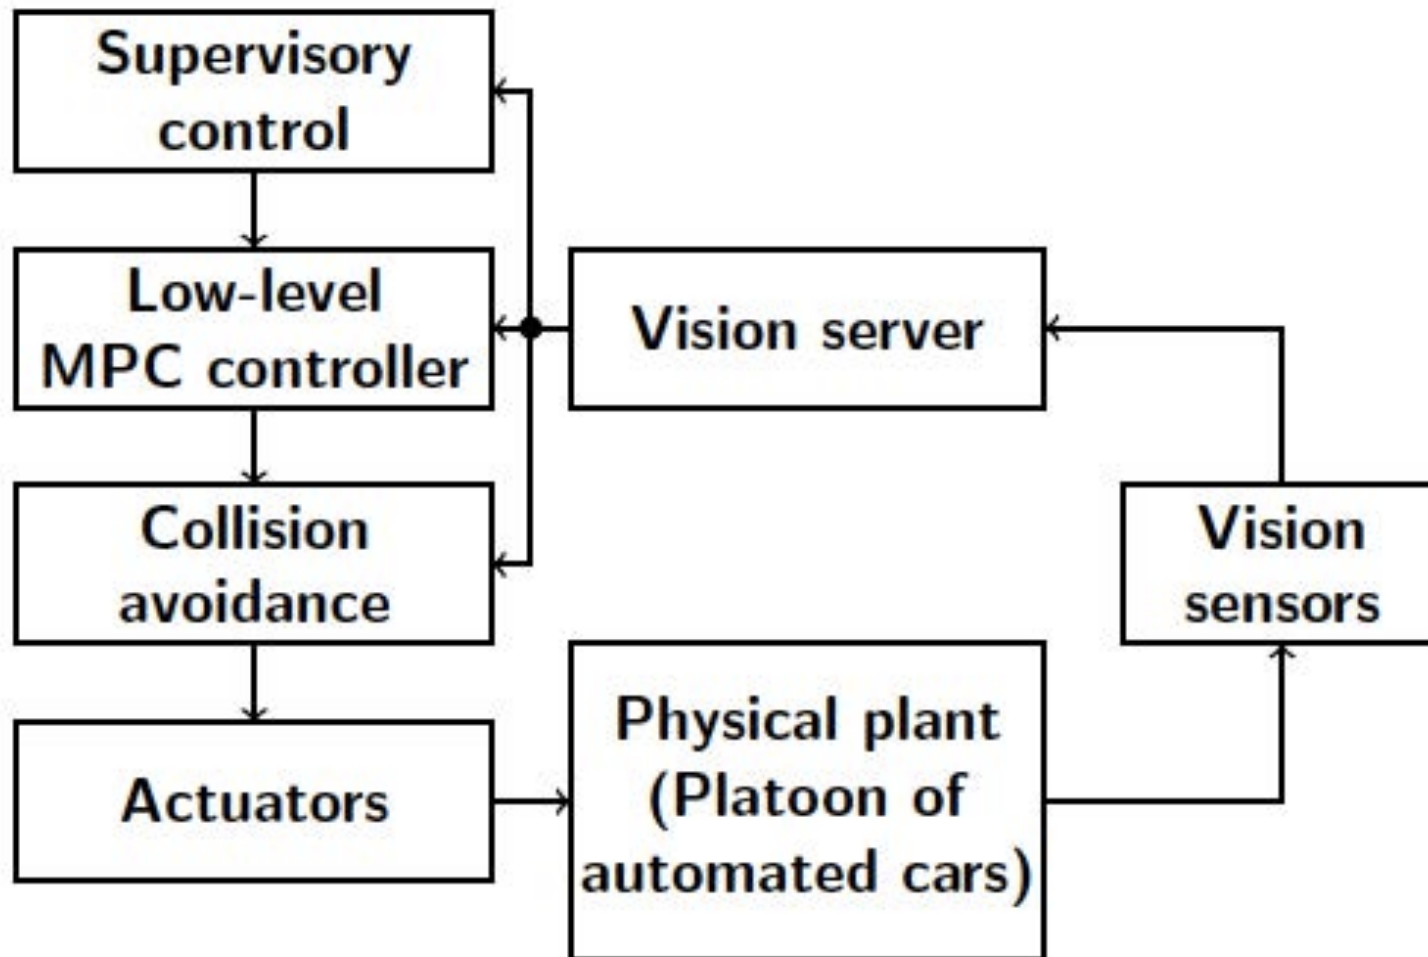 Supervisory
control
Low-level
MPC controller
Vision server
Collision
avoidance
Vision
sensors
Actuators
Physical plant
(Platoon of
automated cars)